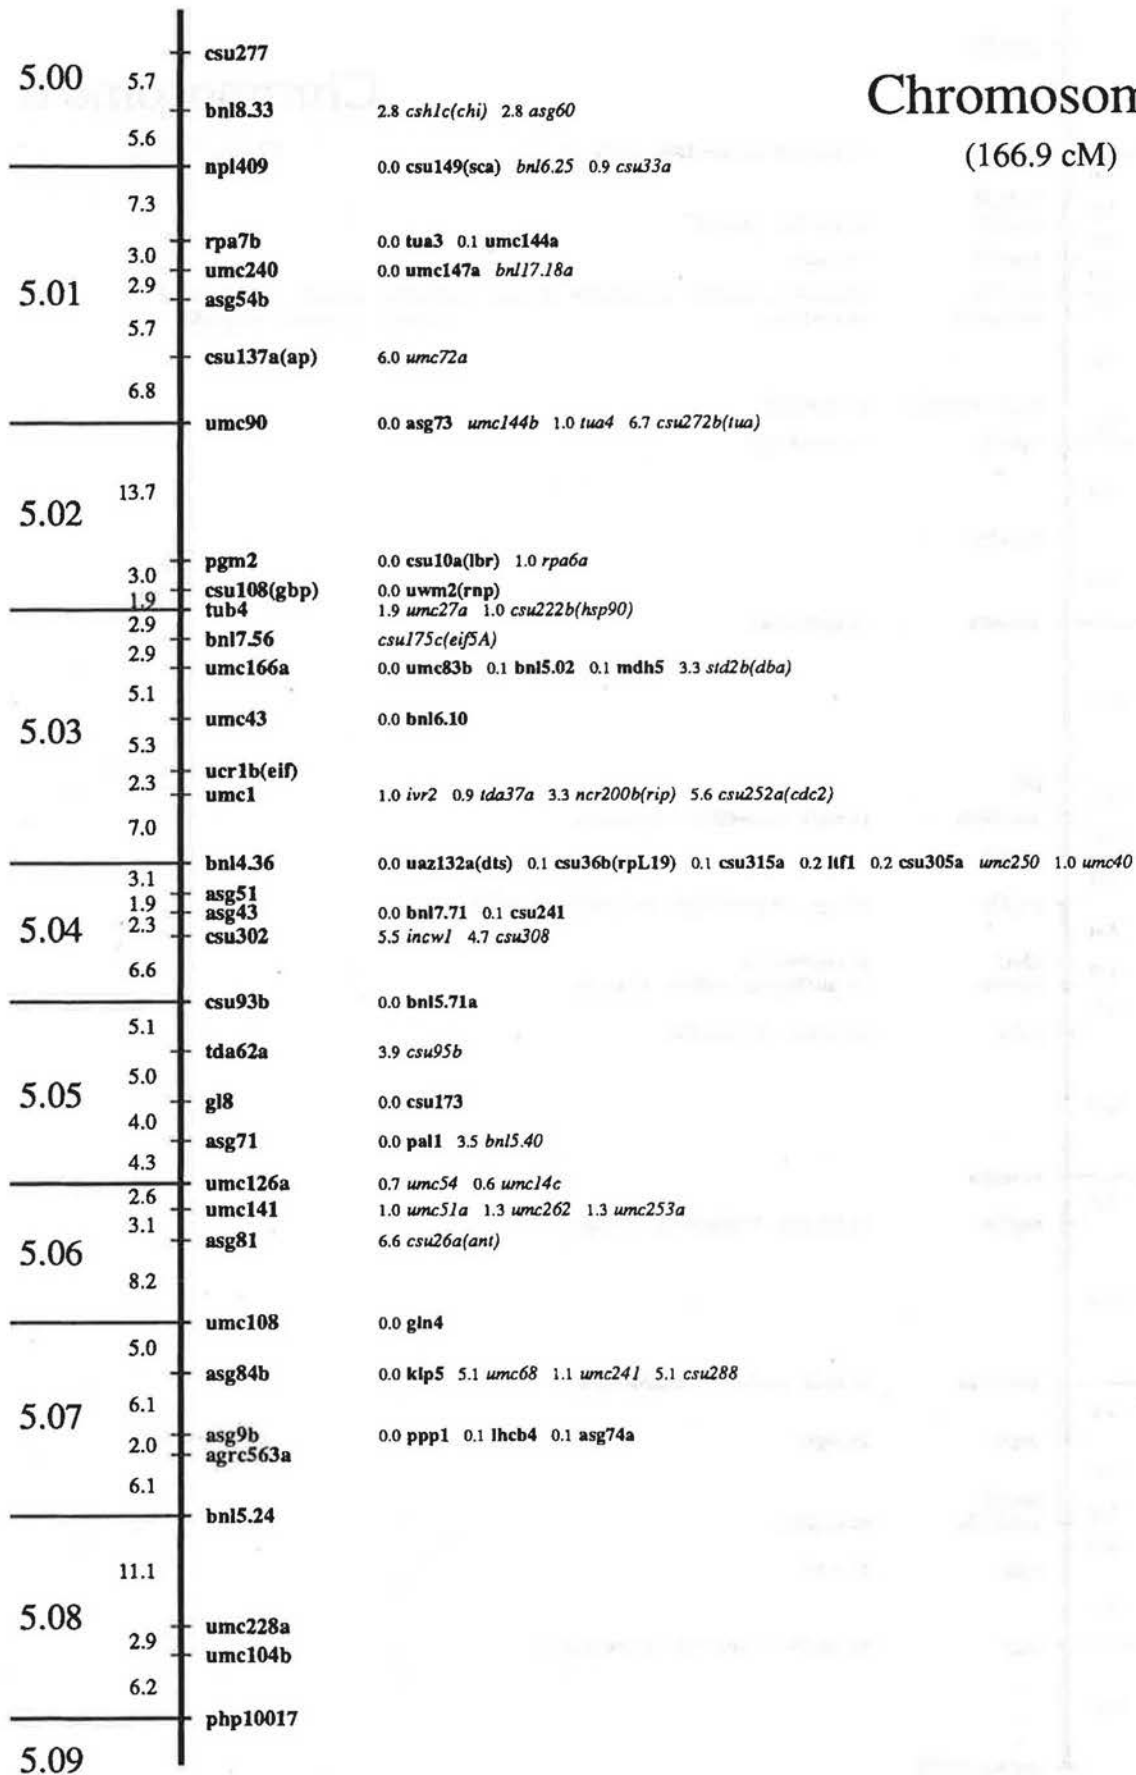 csu277
5.00 5.7 Chromosom
bnl8.33 2.8 csh1c(chi) 2.8 asg60
5.6 (166.9 cM)
npl409 0.0 csu149(sca) bnl6.25 0.9 csu33a
7.3
rpa7b 0.0 tua3 0.1 umc144a
3.0
umc240 0.0 umc147a bnl17.18a
5.01 2.9
asg54b
5.7
csu137a(ap) 6.0 umc72a
6.8
umc90 0.0 asg73 umc144b 1.0 tua4 6.7 csu272b(tua)
13.7
5.02
pgm2 0.0 csu10a(lbr) 1.0 rpa6a
3.0
csu108(gbp) 0.0 uwm2(rnp)
1.9
tub4 1.9 umc27a 1.0 csu222b(hsp90)
2.9
bnl7.56 csu175c(eif5A)
2.9
umc166a 0.0 umc83b 0.1 bnl5.02 0.1 mdh5 3.3 std2b(dba)
5.1
umc43 0.0 bnl6.10
5.03
5.3
ucr1b(eif)
2.3
umc1 1.0 ivr2 0.9 tda37a 3.3 ncr200b(rip) 5.6 csu252a(cdc2)
7.0
bnl4.36 0.0 uaz132a(dts) 0.1 csu36b(rpL19) 0.1 csu315a 0.2 ltf1 0.2 csu305a umc250 1.0 umc40
3.1
asg51
1.9
asg43 0.0 bnl7.71 0.1 csu241
5.04 2.3
csu302 5.5 incw1 4.7 csu308
6.6
csu93b 0.0 bnl5.71a
5.1
tda62a 3.9 csu95b
5.0
5.05
gl8 0.0 csu173
4.0
asg71 0.0 pal1 3.5 bnl5.40
4.3
umc126a 0.7 umc54 0.6 umc14c
2.6
umc141 1.0 umc51a 1.3 umc262 1.3 umc253a
3.1
asg81 6.6 csu26a(ant)
5.06
8.2
umc108 0.0 gln4
5.0
asg84b 0.0 klp5 5.1 umc68 1.1 umc241 5.1 csu288
6.1
5.07
asg9b 0.0 ppp1 0.1 lhcb4 0.1 asg74a
2.0
agrc563a
6.1
bnl5.24
11.1
5.08
umc228a
2.9
umc104b
6.2
php10017
5.09